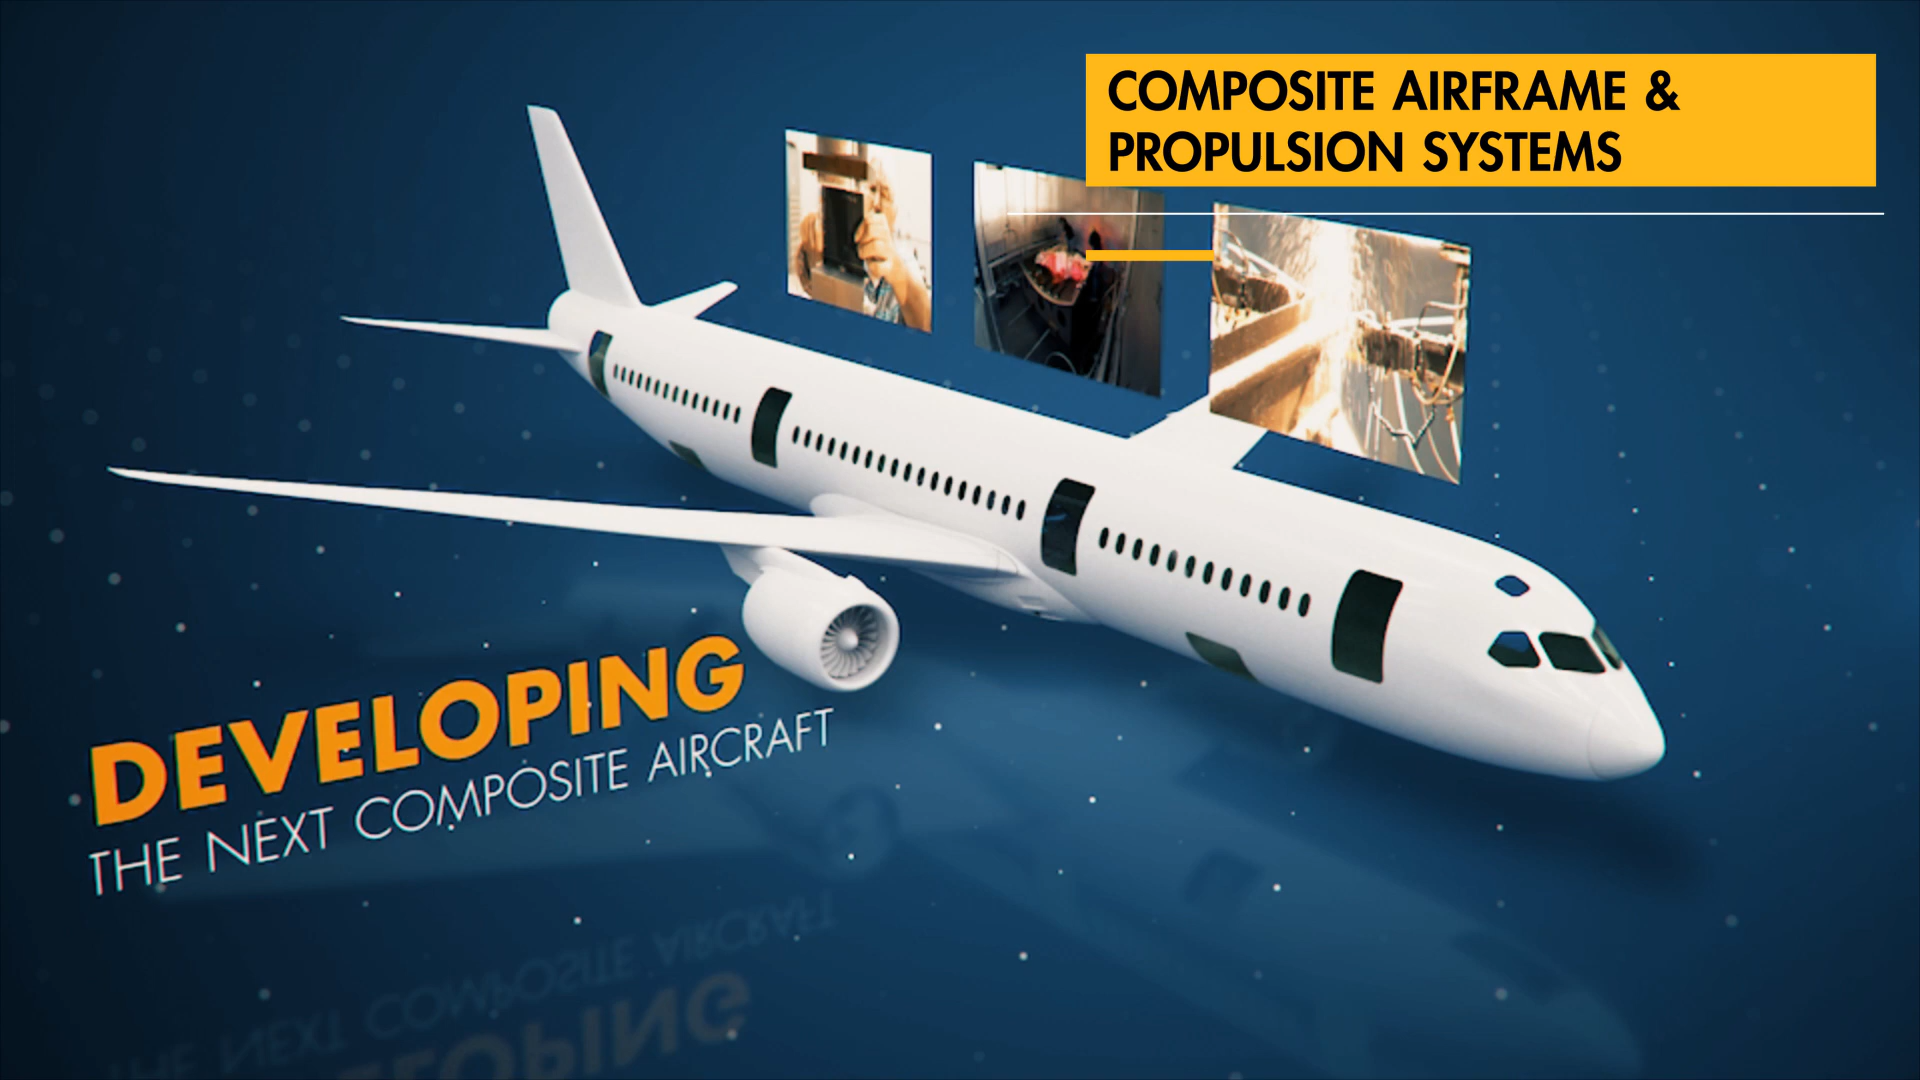 COMPOSITE AIRFRAME &
PROPULSION SYSTEMS
DEVELOPING
THE NEXT COMPOSITE AIRCRAFT